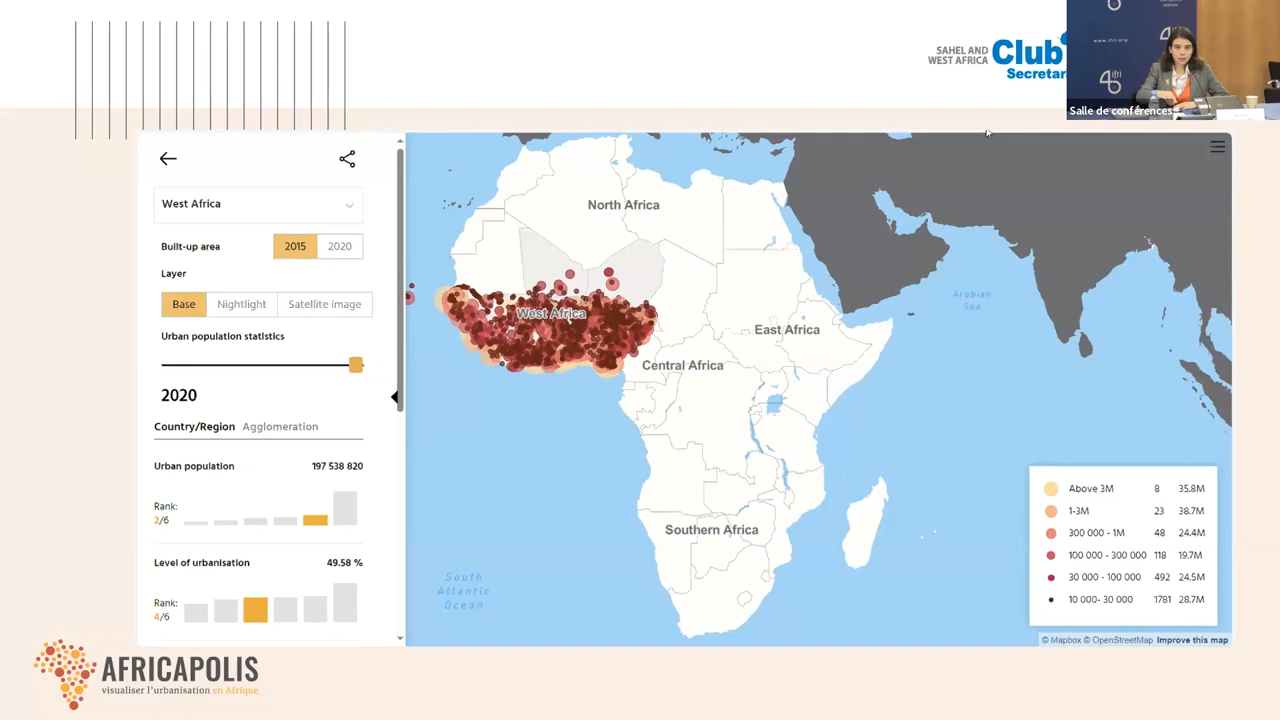 SAHEL AND
WEST AFRICA
Club
Secretar
www.ifri.org
ifri
Salle de conférences
West Africa
Built-up area
2015
2020
Layer
Base
Nightlight
Satellite image
Urban population statistics
2020
Country/Region
Agglomeration
Urban population
197 538 820
Rank:
2/6
Level of urbanisation
49.58 %
Rank:
4/6
North Africa
West Africa
East Africa
Central Africa
Southern Africa
Arabian
Sea
South
Atlantic
Ocean
Above 3M 8 35.8M
1-3M 23 38.7M
300 000 - 1M 48 24.4M
100 000 - 300 000 118 19.7M
30 000 - 100 000 492 24.5M
10 000- 30 000 1781 28.7M
© Mapbox © OpenStreetMap Improve this map
AFRICAPOLIS
visualiser l'urbanisation en Afrique